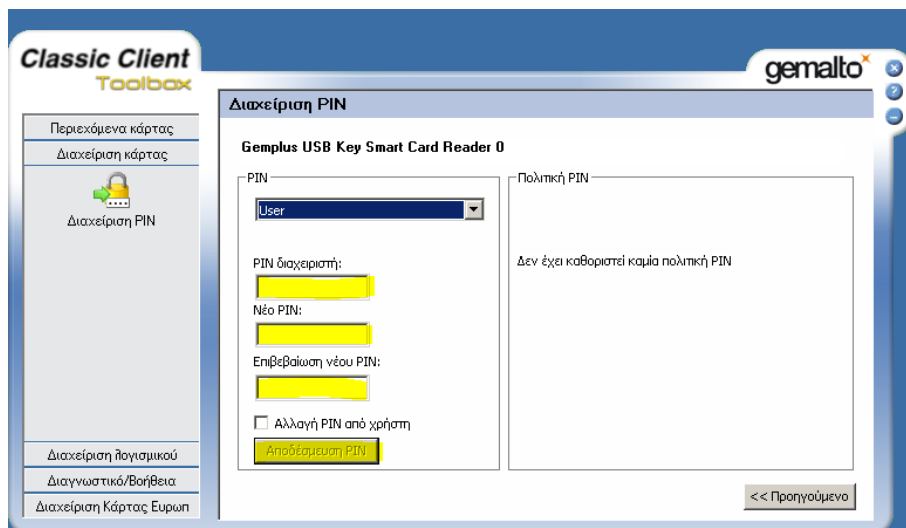 Classic Client
Toolbox
gemalto
Διαχείριση PIN
Περιεχόμενα κάρτας
Διαχείριση κάρτας
Διαχείριση PIN
Gemplus USB Key Smart Card Reader 0
PIN
User
PIN διαχειριστή:
Νέο PIN:
Επιβεβαίωση νέου PIN:
Αλλαγή PIN από χρήστη
Αποδέσμευση PIN
Πολιτική PIN
Δεν έχει καθοριστεί καμία πολιτική PIN
Διαχείριση λογισμικού
Διαγνωστικό/Βοήθεια
Διαχείριση Κάρτας Ευρωπ
<< Προηγούμενο